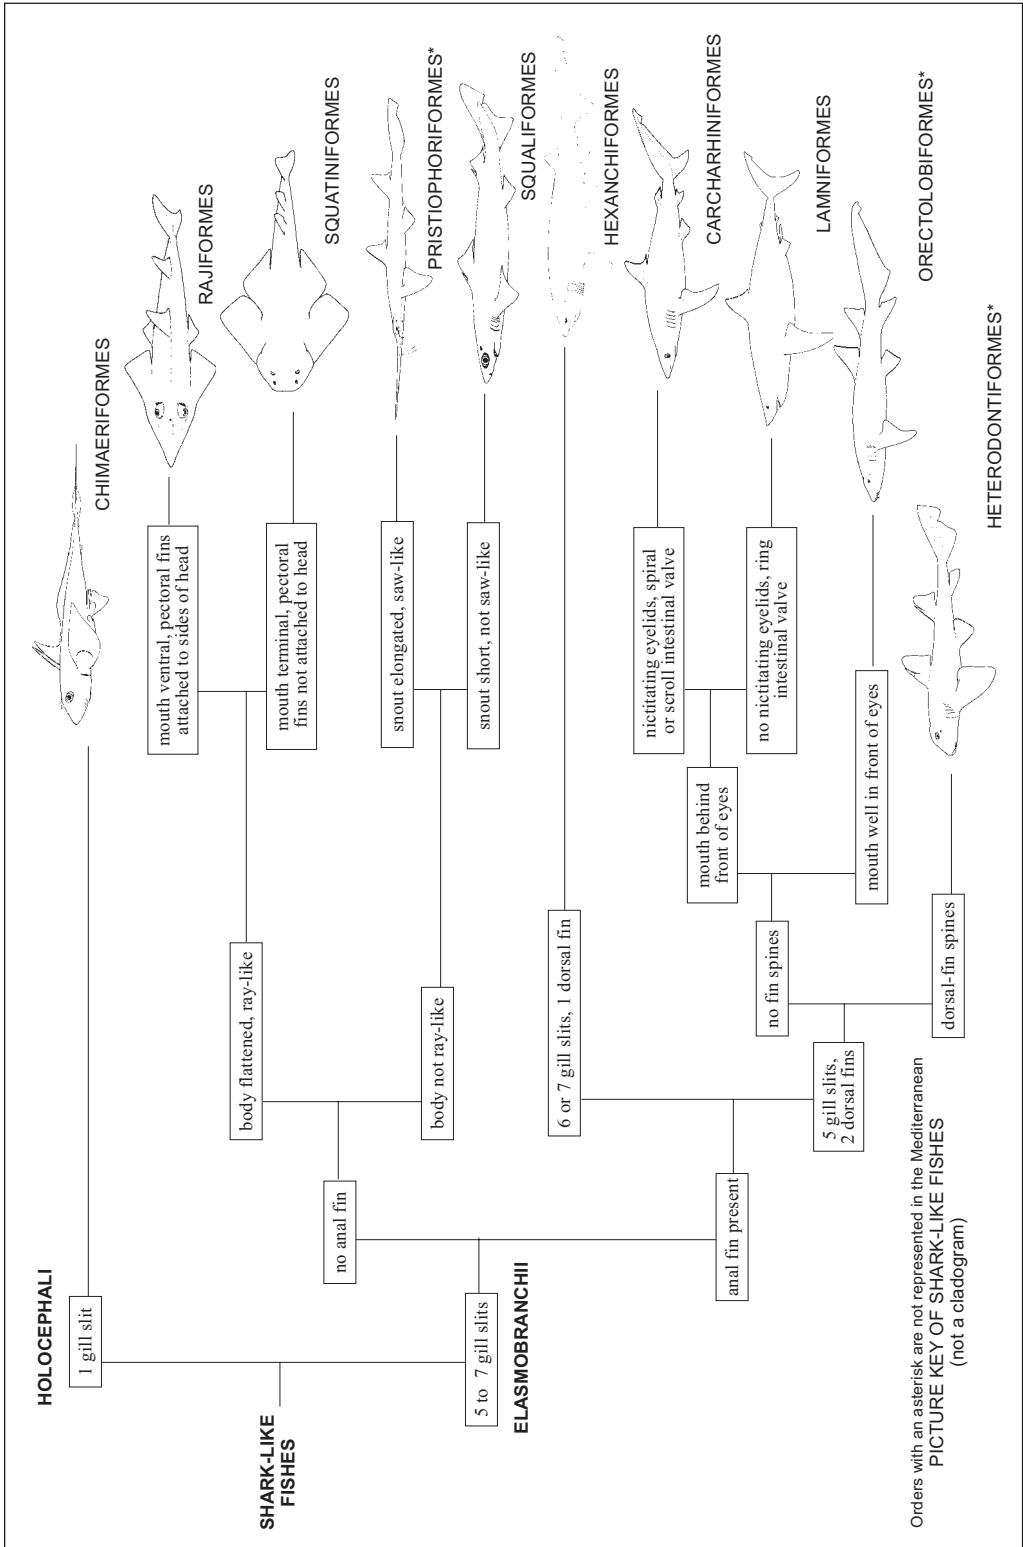 SHARK-LIKE
FISHES
HOLOCEPHALI
1 gill slit
CHIMAERIFORMES
5 to 7 gill slits
ELASMOBRANCHII
no anal fin
body flattened, ray-like
mouth ventral, pectoral fins
attached to sides of head
RAJIFORMES
mouth terminal, pectoral
fins not attached to head
SQUATINIFORMES
body not ray-like
snout elongated, saw-like
PRISTIOPHORIFORMES*
snout short, not saw-like
SQUALIFORMES
anal fin present
6 or 7 gill slits, 1 dorsal fin
HEXANCHIFORMES
5 gill slits,
2 dorsal fins
no fin spines
mouth behind
front of eyes
nictitating eyelids, spiral
or scroll intestinal valve
CARCHARHINIFORMES
no nictitating eyelids, ring
intestinal valve
LAMNIFORMES
mouth well in front of eyes
ORECTOLOBIFORMES*
dorsal-fin spines
HETERODONTIFORMES*
Orders with an asterisk are not represented in the Mediterranean
PICTURE KEY OF SHARK-LIKE FISHES
(not a cladogram)